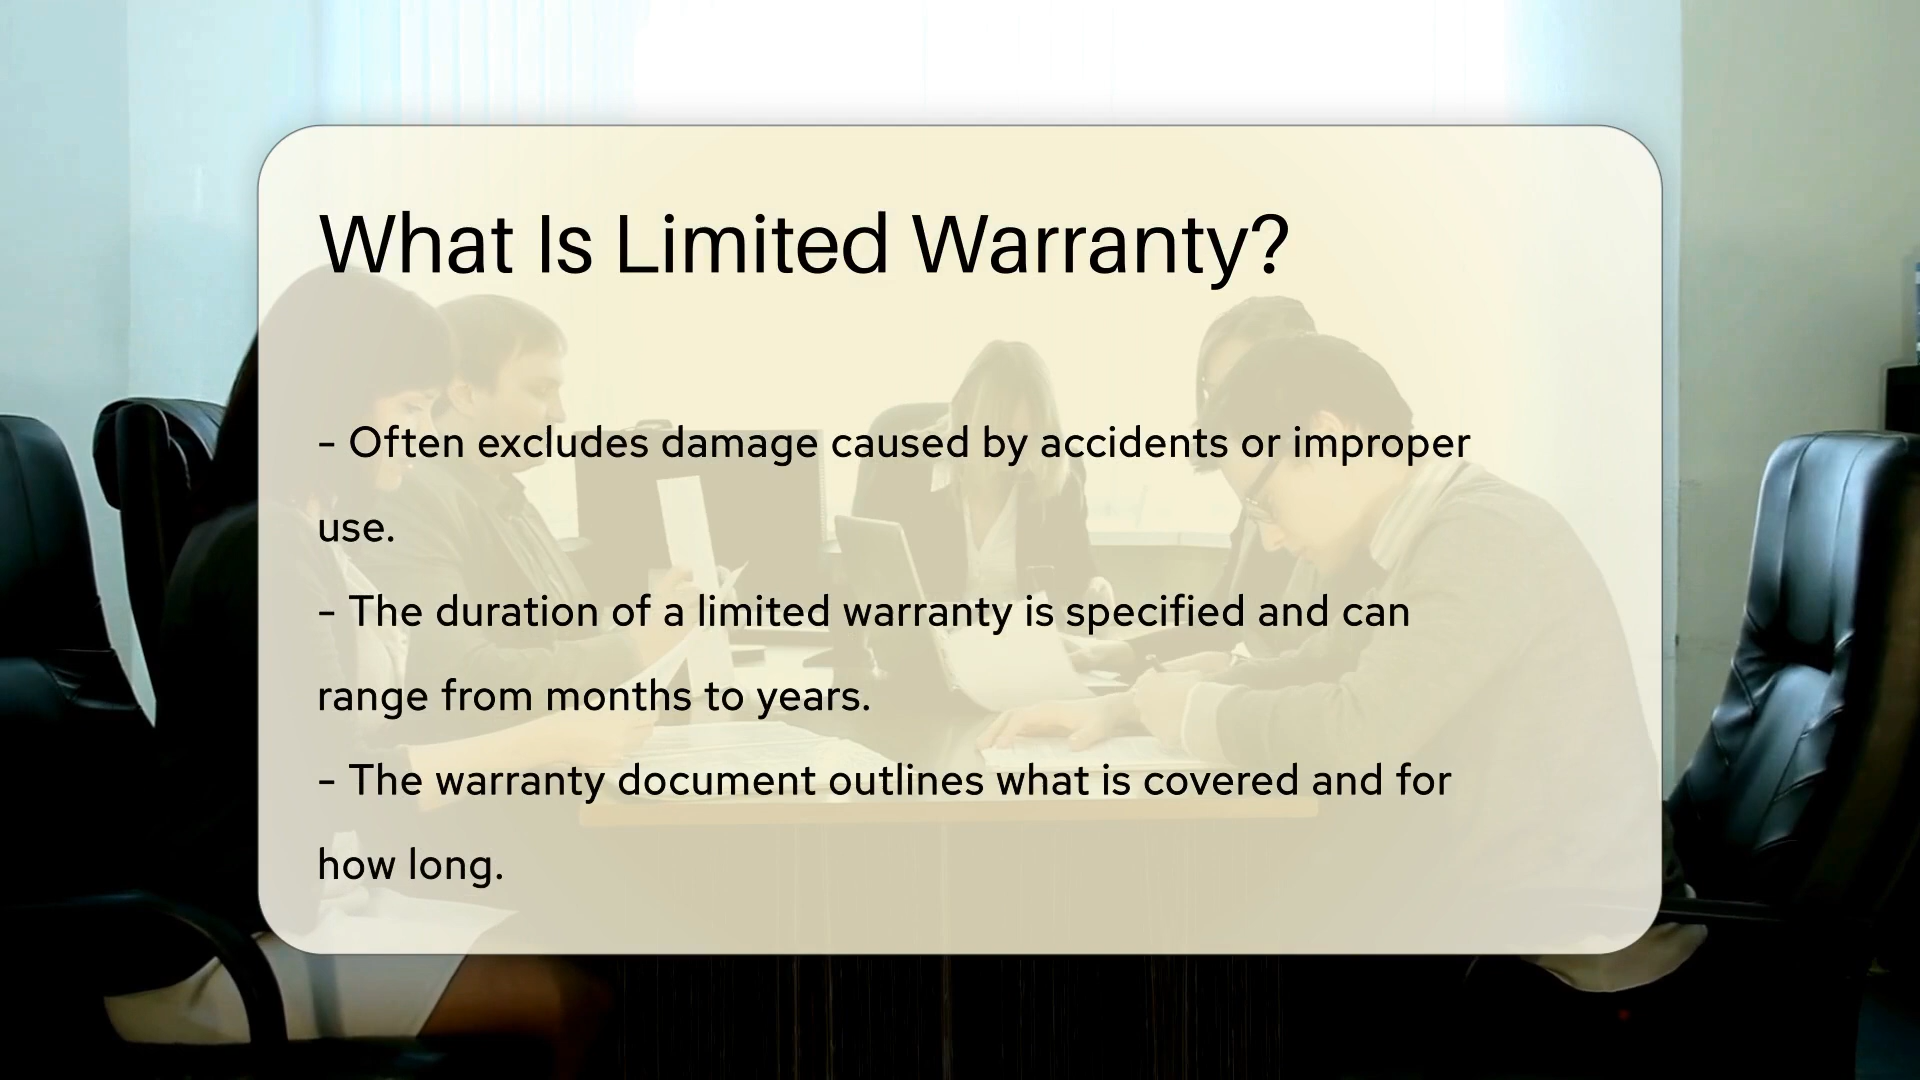 What Is Limited Warranty?
- Often excludes damage caused by accidents or improper
use.
- The duration of a limited warranty is specified and can
range from months to years.
- The warranty document outlines what is covered and for
how long.